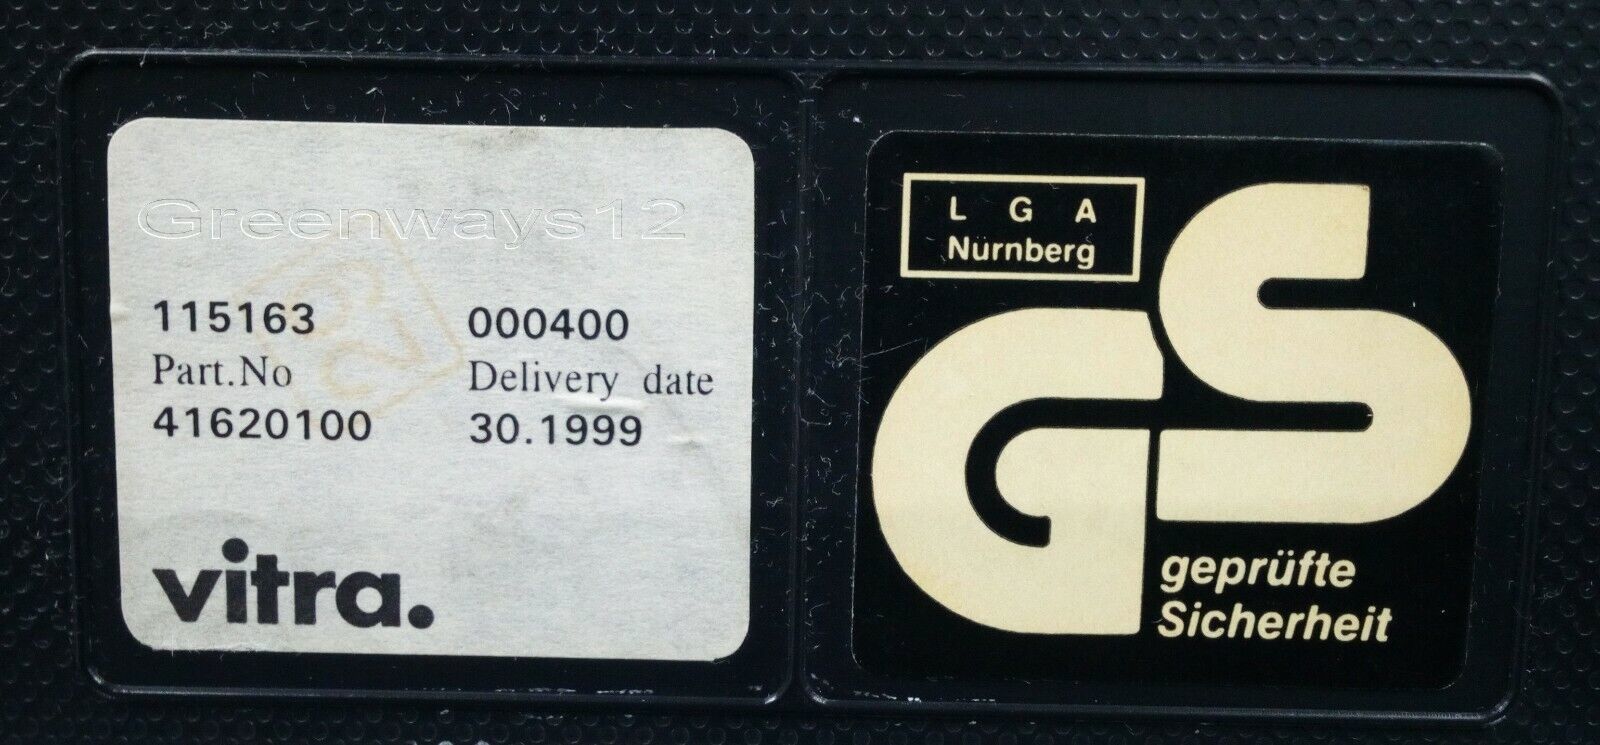 Greenways12
115163 000400
Part.No Delivery date
41620100 30.1999
vitra.
L G A
Nürnberg
GS
geprüfte
Sicherheit